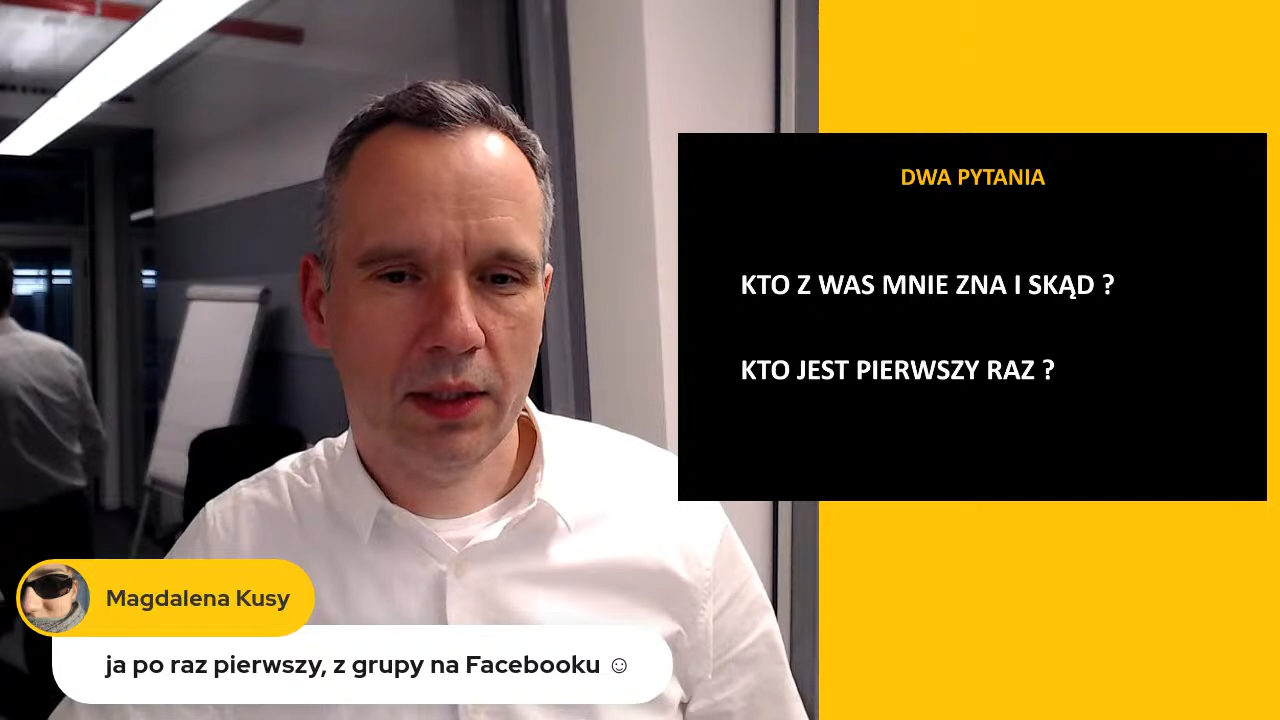 DWA PYTANIA
KTO Z WAS MNIE ZNA I SKĄD ?
KTO JEST PIERWSZY RAZ ?
Magdalena Kusy
ja po raz pierwszy, z grupy na Facebooku ☺